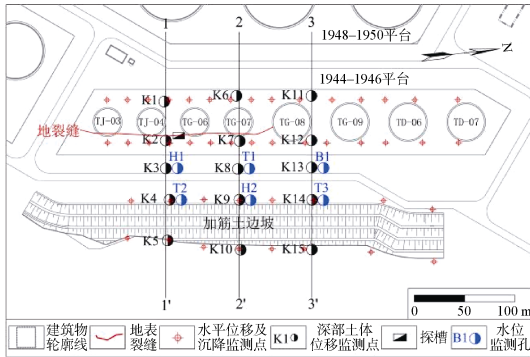 1
2
3
1948-1950平台
N
1944-1946平台
K1
K6
K11
TJ-03
TJ-04
TG-06
TG-07
TG-08
TG-09
TD-06
TD-07
地裂缝
K2
K7
K12
H1
T1
B1
K3
K8
K13
T2
H2
T3
K4
K9
K14
加筋土边坡
K5
K10
K15
1'
2'
3'
0 50 100 m
建筑物轮廓线
地表裂缝
水平位移及沉降监测点
K1
深部土体位移监测点
探槽
B1
水位监测孔